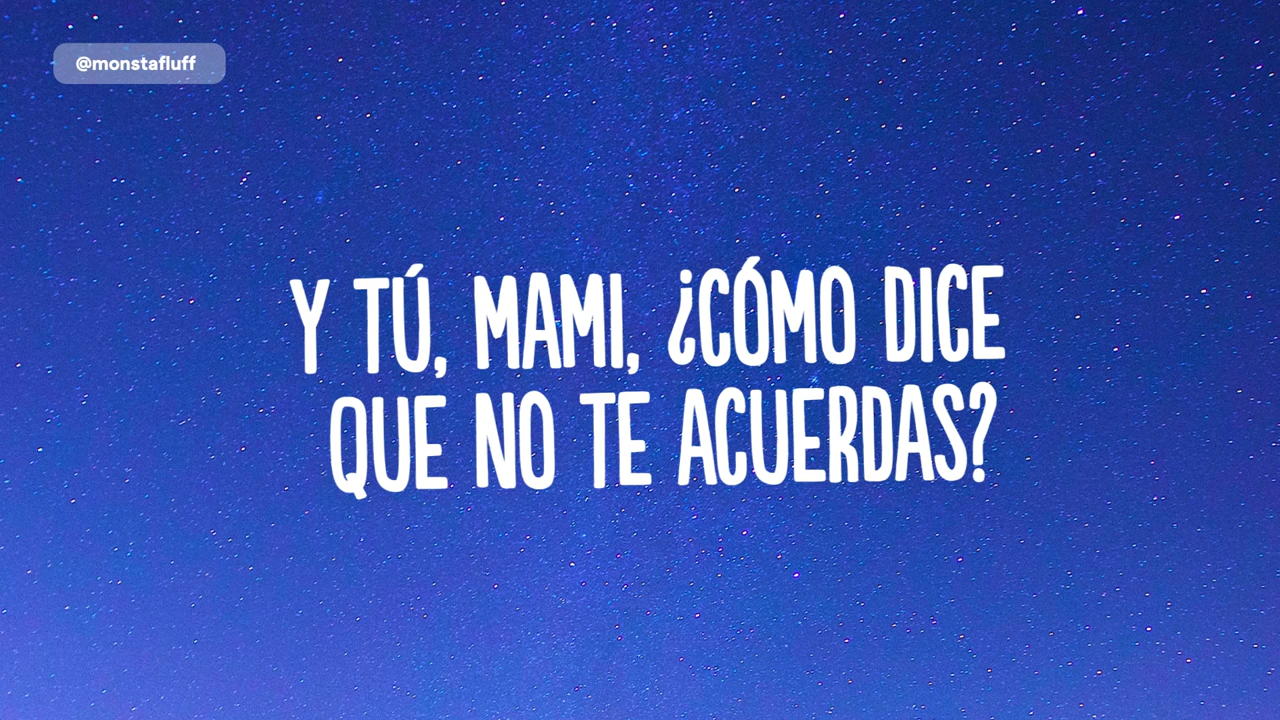 @monstafluff
Y TÚ, MAMI, ¿CÓMO DICE
QUE NO TE ACUERDAS?